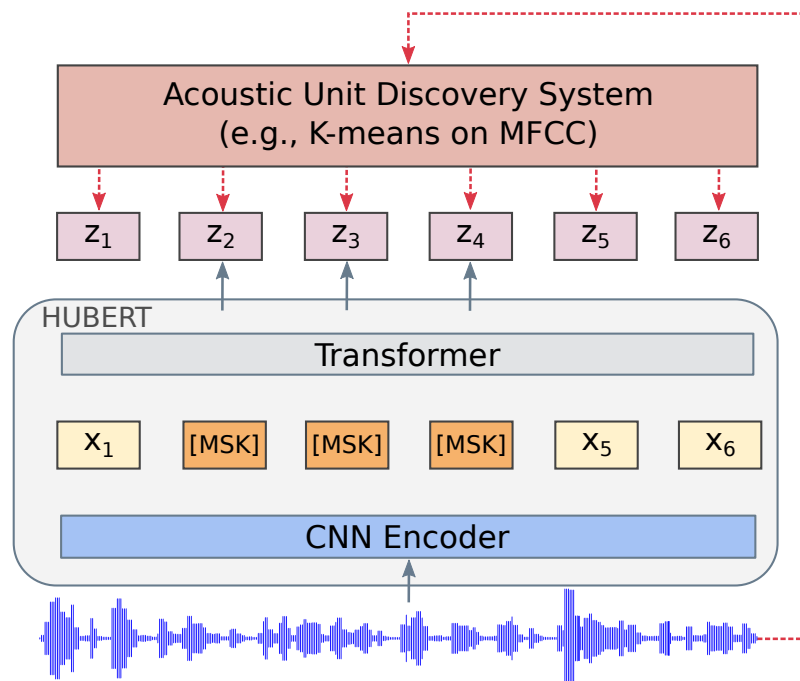 Acoustic Unit Discovery System
(e.g., K-means on MFCC)
z1 z2 z3 z4 z5 z6
HUBERT
Transformer
x1 [MSK] [MSK] [MSK] x5 x6
CNN Encoder